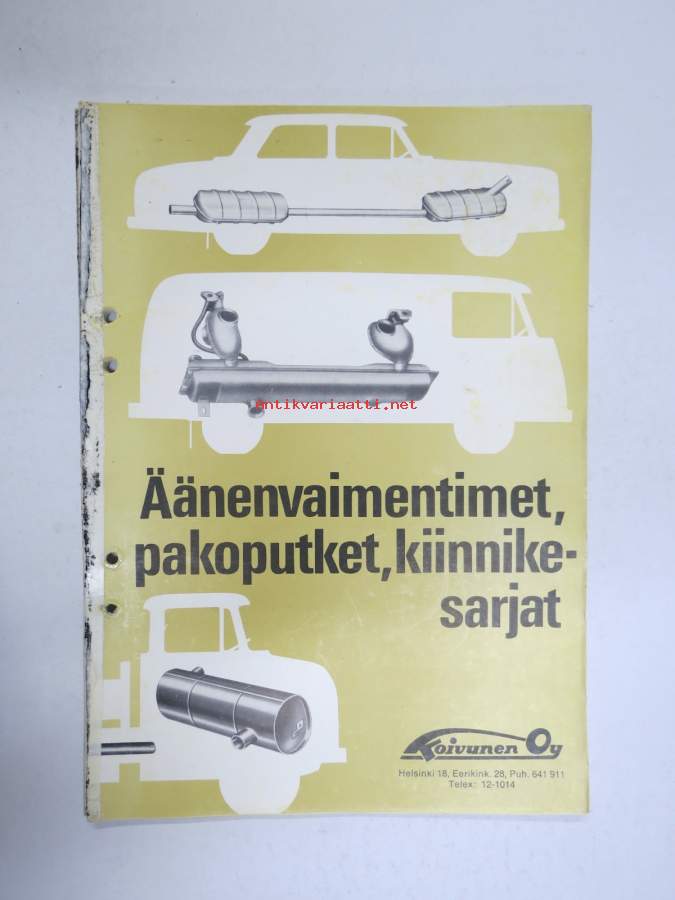 antikvariaatti.net
Äänenvaimentimet,
pakoputket, kiinnike-
sarjat
Koivunen Oy
Helsinki 18, Eerikink. 28, Puh. 641 911
Telex: 12-1014